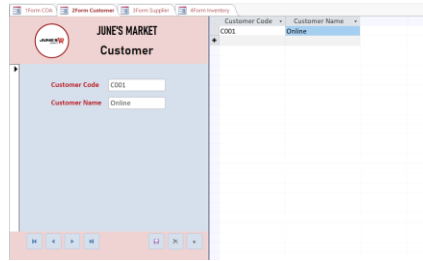 1Form COA
2Form Customer
3Form Supplier
4Form Inventory
JUNE'S MARKET
Customer
Customer Code C001
Customer Name Online
Customer Code Customer Name
C001 Online